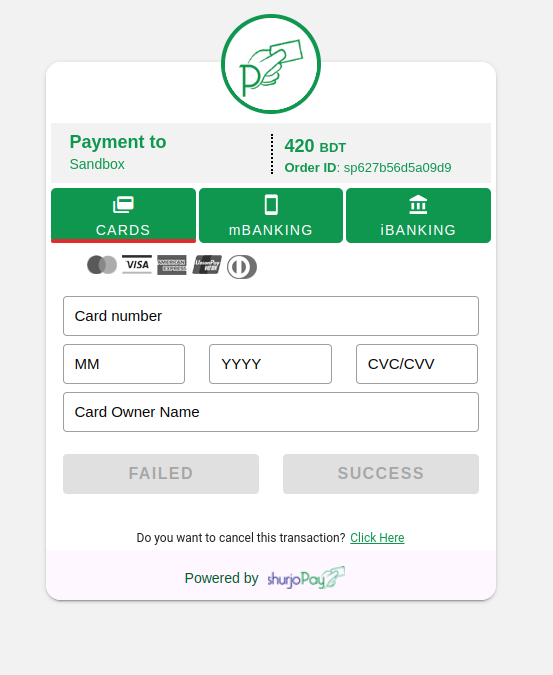 Payment to
Sandbox
420 BDT
Order ID: sp627b56d5a09d9
CARDS
mBANKING
iBANKING
VISA
AMERICAN EXPRESS
UnionPay
Card number
MM
YYYY
CVC/CVV
Card Owner Name
FAILED
SUCCESS
Do you want to cancel this transaction? Click Here
Powered by shurjoPay